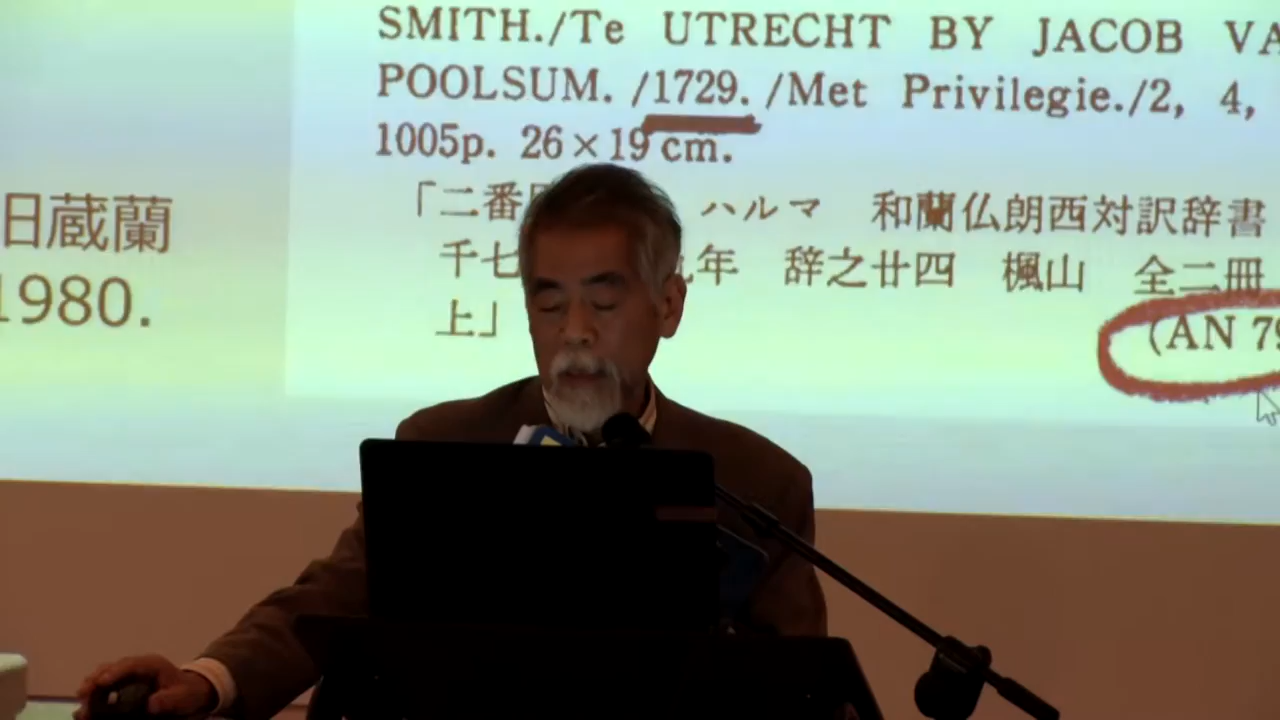 SMITH./Te UTRECHT BY JACOB VA
POOLSUM. /1729. /Met Privilegie./2, 4,
1005p. 26×19 cm.
「二番 ハルマ 和蘭仏朗西対訳辞書
千七 年 辞之廿四 楓山 全二冊
上」
(AN 79
日蔵蘭
1980.